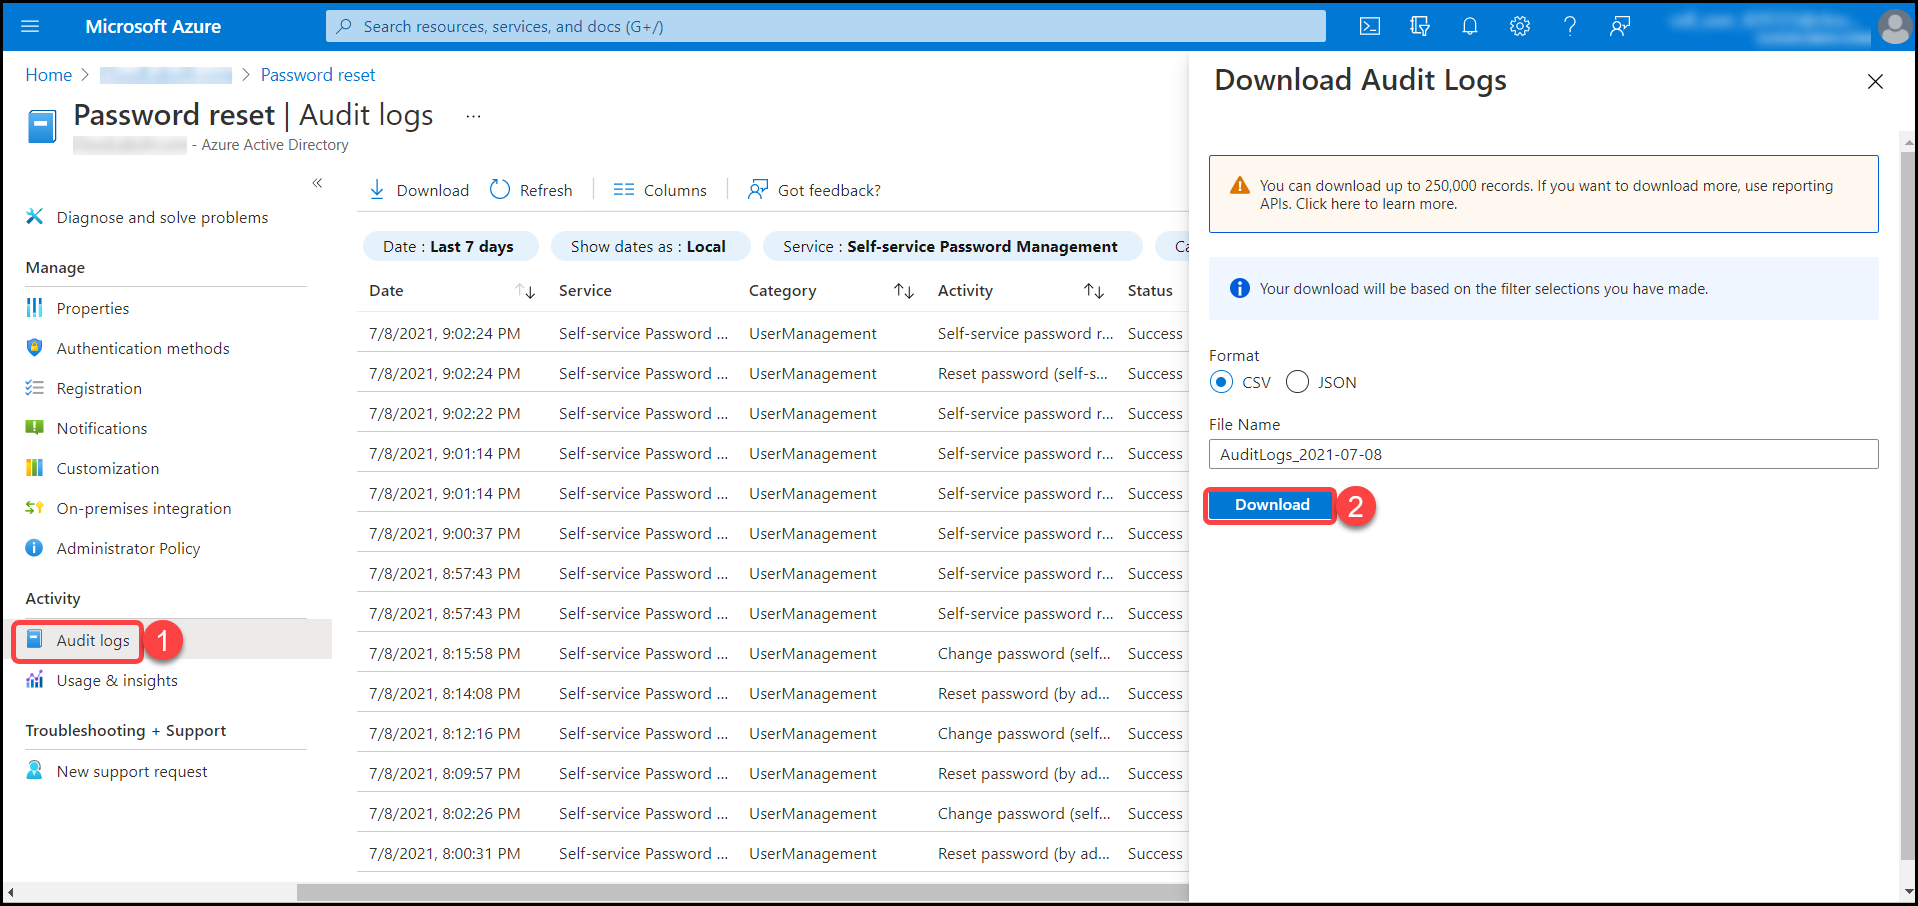 Microsoft Azure
Search resources, services, and docs (G+/)
Home > Password reset
Password reset | Audit logs ...
- Azure Active Directory
«
Diagnose and solve problems
Manage
Properties
Authentication methods
Registration
Notifications
Customization
On-premises integration
Administrator Policy
Activity
Audit logs 1
Usage & insights
Troubleshooting + Support
New support request
Download Refresh Columns Got feedback?
Date : Last 7 days Show dates as : Local Service : Self-service Password Management Ca
Date Service Category Activity Status
7/8/2021, 9:02:24 PM Self-service Password ... UserManagement Self-service password r... Success
7/8/2021, 9:02:24 PM Self-service Password ... UserManagement Reset password (self-s... Success
7/8/2021, 9:02:22 PM Self-service Password ... UserManagement Self-service password r... Success
7/8/2021, 9:01:14 PM Self-service Password ... UserManagement Self-service password r... Success
7/8/2021, 9:01:14 PM Self-service Password ... UserManagement Self-service password r... Success
7/8/2021, 9:00:37 PM Self-service Password ... UserManagement Self-service password r... Success
7/8/2021, 8:57:43 PM Self-service Password ... UserManagement Self-service password r... Success
7/8/2021, 8:57:43 PM Self-service Password ... UserManagement Self-service password r... Success
7/8/2021, 8:15:58 PM Self-service Password ... UserManagement Change password (self... Success
7/8/2021, 8:14:08 PM Self-service Password ... UserManagement Reset password (by ad... Success
7/8/2021, 8:12:16 PM Self-service Password ... UserManagement Change password (self... Success
7/8/2021, 8:09:57 PM Self-service Password ... UserManagement Reset password (by ad... Success
7/8/2021, 8:02:26 PM Self-service Password ... UserManagement Change password (self... Success
7/8/2021, 8:00:31 PM Self-service Password ... UserManagement Reset password (by ad... Success
Download Audit Logs
You can download up to 250,000 records. If you want to download more, use reporting
APIs. Click here to learn more.
Your download will be based on the filter selections you have made.
Format
CSV JSON
File Name
AuditLogs_2021-07-08
Download 2